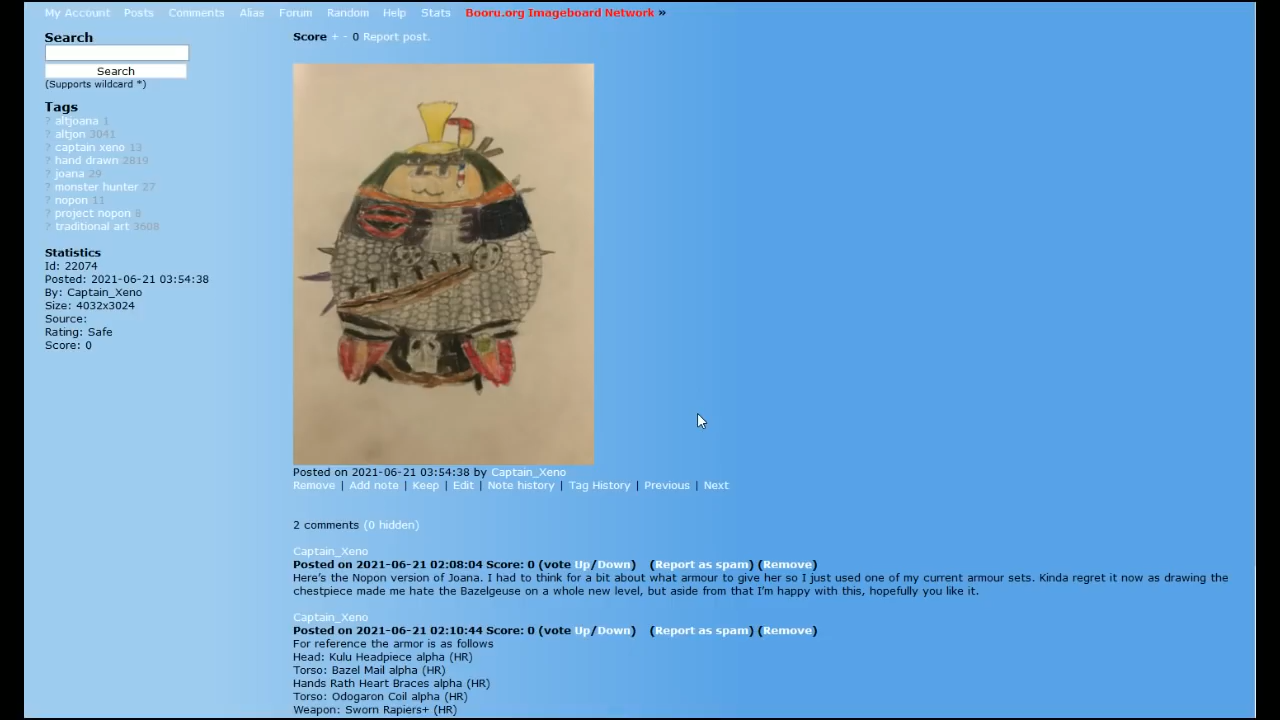 My Account Posts Comments Alias Forum Random Help Stats Booru.org Imageboard Network »
Search
Search
(Supports wildcard *)
Tags
? altjoana 1
? altjon 3041
? captain xeno 13
? hand drawn 2819
? joana 29
? monster hunter 27
? nopon 11
? project nopon 8
? traditional art 3608
Statistics
Id: 22074
Posted: 2021-06-21 03:54:38
By: Captain_Xeno
Size: 4032x3024
Source:
Rating: Safe
Score: 0
Score + - 0 Report post.
Posted on 2021-06-21 03:54:38 by Captain_Xeno
Remove | Add note | Keep | Edit | Note history | Tag History | Previous | Next
2 comments (0 hidden)
Captain_Xeno
Posted on 2021-06-21 02:08:04 Score: 0 (vote Up/Down) (Report as spam) (Remove)
Here's the Nopon version of Joana. I had to think for a bit about what armour to give her so I just used one of my current armour sets. Kinda regret it now as drawing the
chestpiece made me hate the Bazelgeuse on a whole new level, but aside from that I'm happy with this, hopefully you like it.
Captain_Xeno
Posted on 2021-06-21 02:10:44 Score: 0 (vote Up/Down) (Report as spam) (Remove)
For reference the armor is as follows
Head: Kulu Headpiece alpha (HR)
Torso: Bazel Mail alpha (HR)
Hands Rath Heart Braces alpha (HR)
Torso: Odogaron Coil alpha (HR)
Weapon: Sworn Rapiers+ (HR)